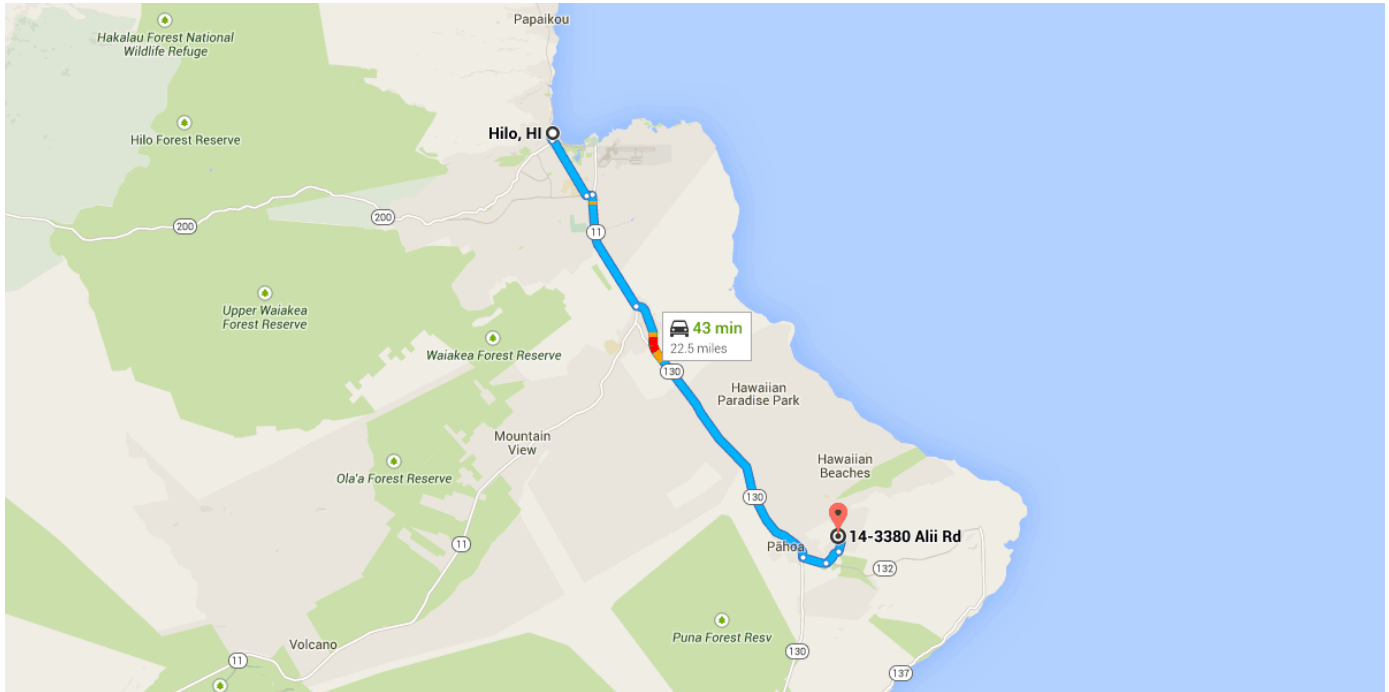 Papaikou
Hakalau Forest National
Wildlife Refuge
Hilo, HI
Hilo Forest Reserve
200
200
11
Upper Waiakea
Forest Reserve
43 min
22.5 miles
Waiakea Forest Reserve
130
Hawaiian
Paradise Park
Mountain
View
Hawaiian
Beaches
Ola'a Forest Reserve
130
14-3380 Alii Rd
11
Pāhoa
132
Puna Forest Resv
Volcano
130
11
137